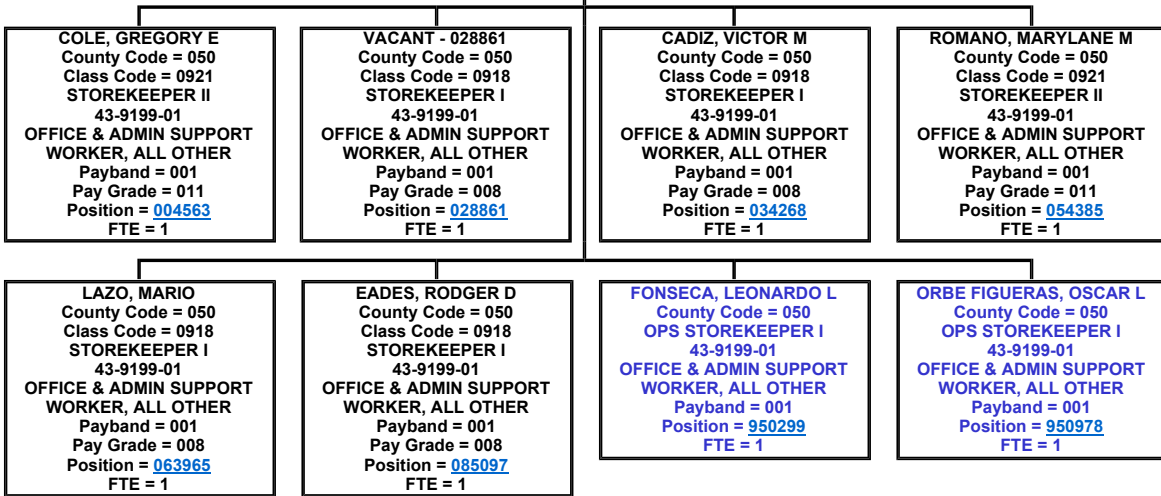 COLE, GREGORY E
County Code = 050
Class Code = 0921
STOREKEEPER II
43-9199-01
OFFICE & ADMIN SUPPORT
WORKER, ALL OTHER
Payband = 001
Pay Grade = 011
Position = 004563
FTE = 1
VACANT - 028861
County Code = 050
Class Code = 0918
STOREKEEPER I
43-9199-01
OFFICE & ADMIN SUPPORT
WORKER, ALL OTHER
Payband = 001
Pay Grade = 008
Position = 028861
FTE = 1
CADIZ, VICTOR M
County Code = 050
Class Code = 0918
STOREKEEPER I
43-9199-01
OFFICE & ADMIN SUPPORT
WORKER, ALL OTHER
Payband = 001
Pay Grade = 008
Position = 034268
FTE = 1
ROMANO, MARYLANE M
County Code = 050
Class Code = 0921
STOREKEEPER II
43-9199-01
OFFICE & ADMIN SUPPORT
WORKER, ALL OTHER
Payband = 001
Pay Grade = 011
Position = 054385
FTE = 1
LAZO, MARIO
County Code = 050
Class Code = 0918
STOREKEEPER I
43-9199-01
OFFICE & ADMIN SUPPORT
WORKER, ALL OTHER
Payband = 001
Pay Grade = 008
Position = 063965
FTE = 1
EADES, RODGER D
County Code = 050
Class Code = 0918
STOREKEEPER I
43-9199-01
OFFICE & ADMIN SUPPORT
WORKER, ALL OTHER
Payband = 001
Pay Grade = 008
Position = 085097
FTE = 1
FONSECA, LEONARDO L
County Code = 050
OPS STOREKEEPER I
43-9199-01
OFFICE & ADMIN SUPPORT
WORKER, ALL OTHER
Payband = 001
Position = 950299
FTE = 1
ORBE FIGUERAS, OSCAR L
County Code = 050
OPS STOREKEEPER I
43-9199-01
OFFICE & ADMIN SUPPORT
WORKER, ALL OTHER
Payband = 001
Position = 950978
FTE = 1